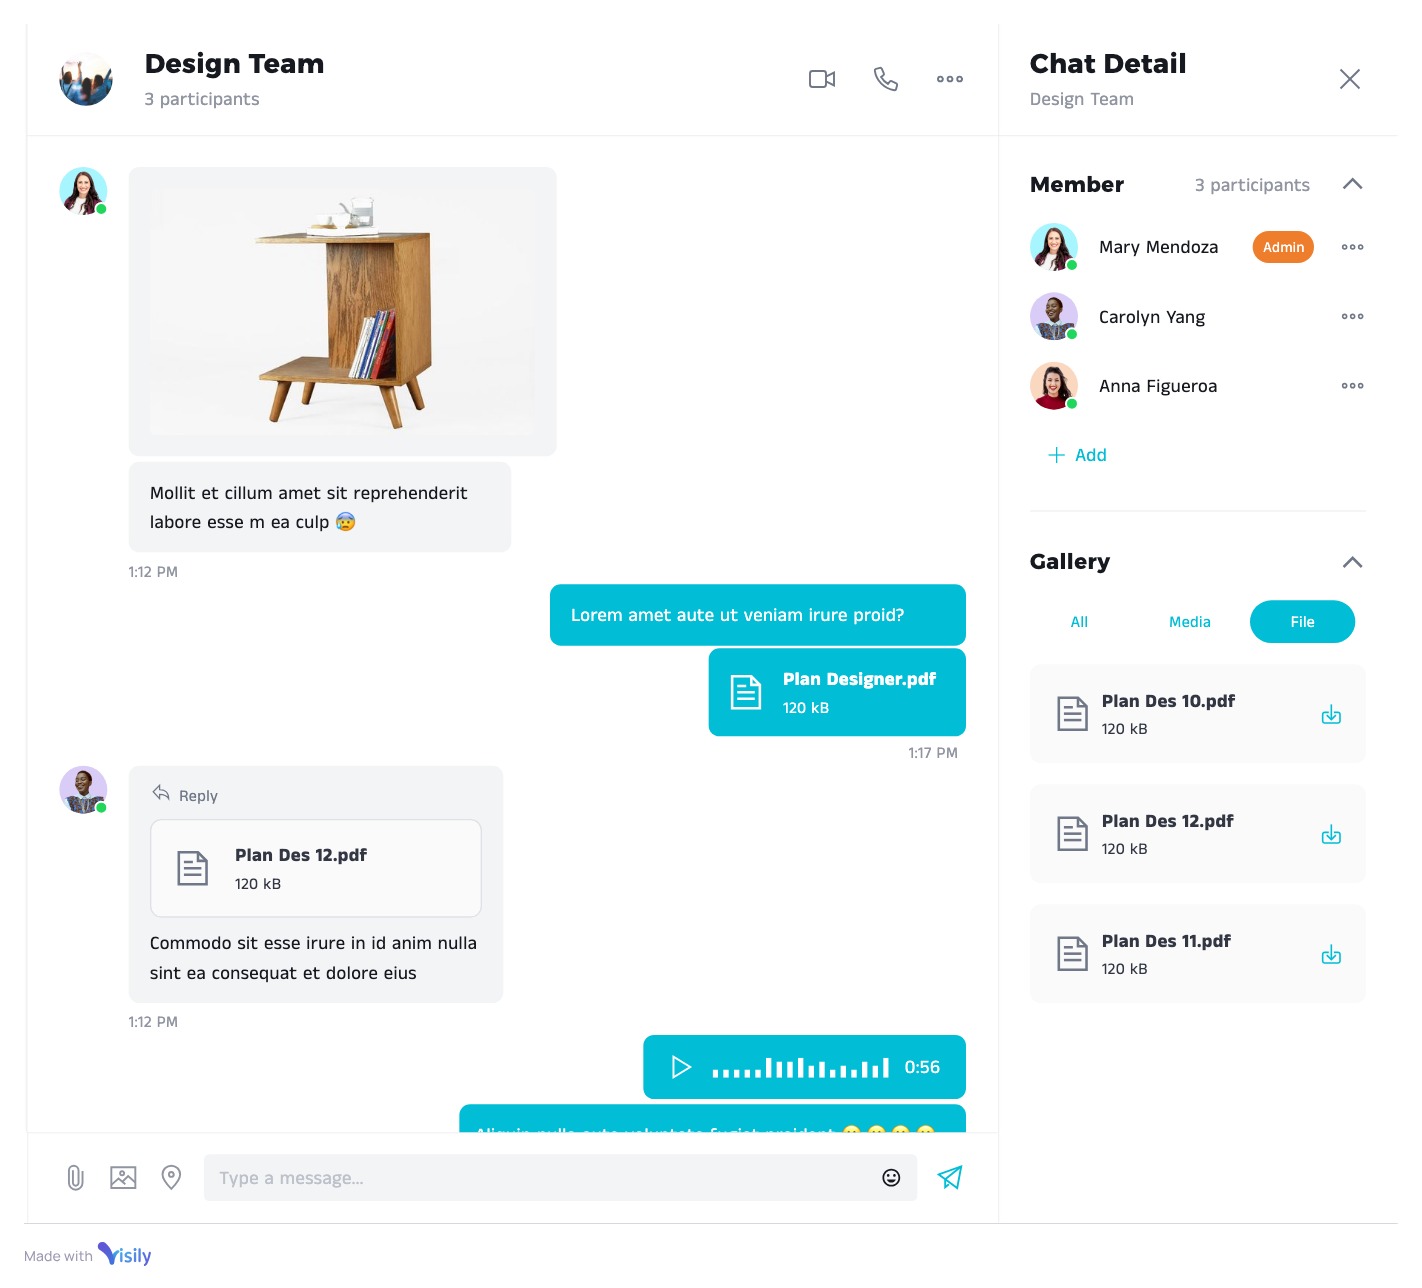 Design Team
3 participants
Mollit et cillum amet sit reprehenderit
labore esse m ea culp 😰
1:12 PM
Lorem amet aute ut veniam irure proid?
Plan Designer.pdf
120 kB
1:17 PM
Reply
Plan Des 12.pdf
120 kB
Commodo sit esse irure in id anim nulla
sint ea consequat et dolore eius
1:12 PM
0:56
Type a message...
Chat Detail
Design Team
Member 3 participants
Mary Mendoza Admin
Carolyn Yang
Anna Figueroa
Add
Gallery
All Media File
Plan Des 10.pdf
120 kB
Plan Des 12.pdf
120 kB
Plan Des 11.pdf
120 kB
Made with Visily